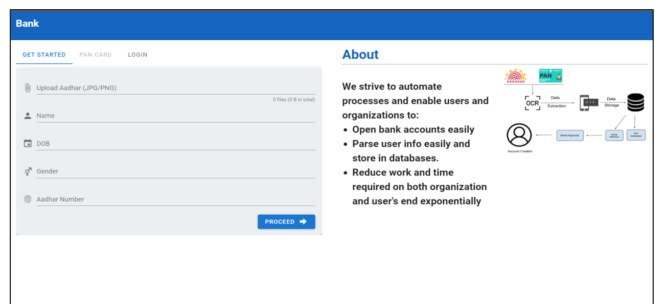 Bank
GET STARTED PAN CARD LOGIN
Upload Aadhar (JPG/PNG)
0 files (0 B in total)
Name
DOB
Gender
Aadhar Number
PROCEED
About
We strive to automate
processes and enable users and
organizations to:
• Open bank accounts easily
• Parse user info easily and
store in databases.
• Reduce work and time
required on both organization
and user's end exponentially
PAN
OCR
Data
Extraction
Data
Storage
Account Creation